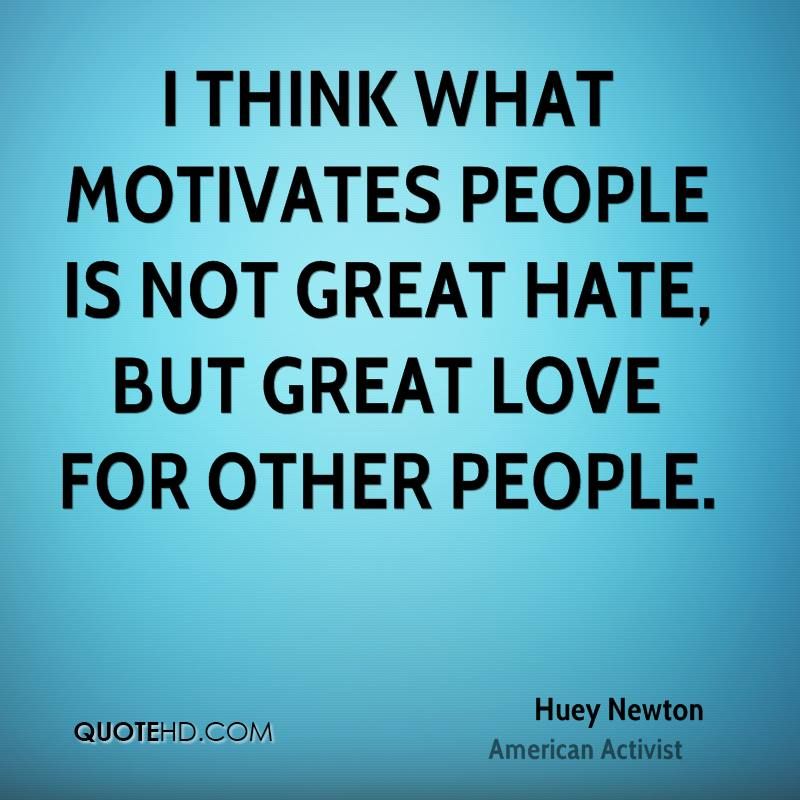 I THINK WHAT
MOTIVATES PEOPLE
IS NOT GREAT HATE,
BUT GREAT LOVE
FOR OTHER PEOPLE.
Huey Newton
QUOTEHD.COM
American Activist